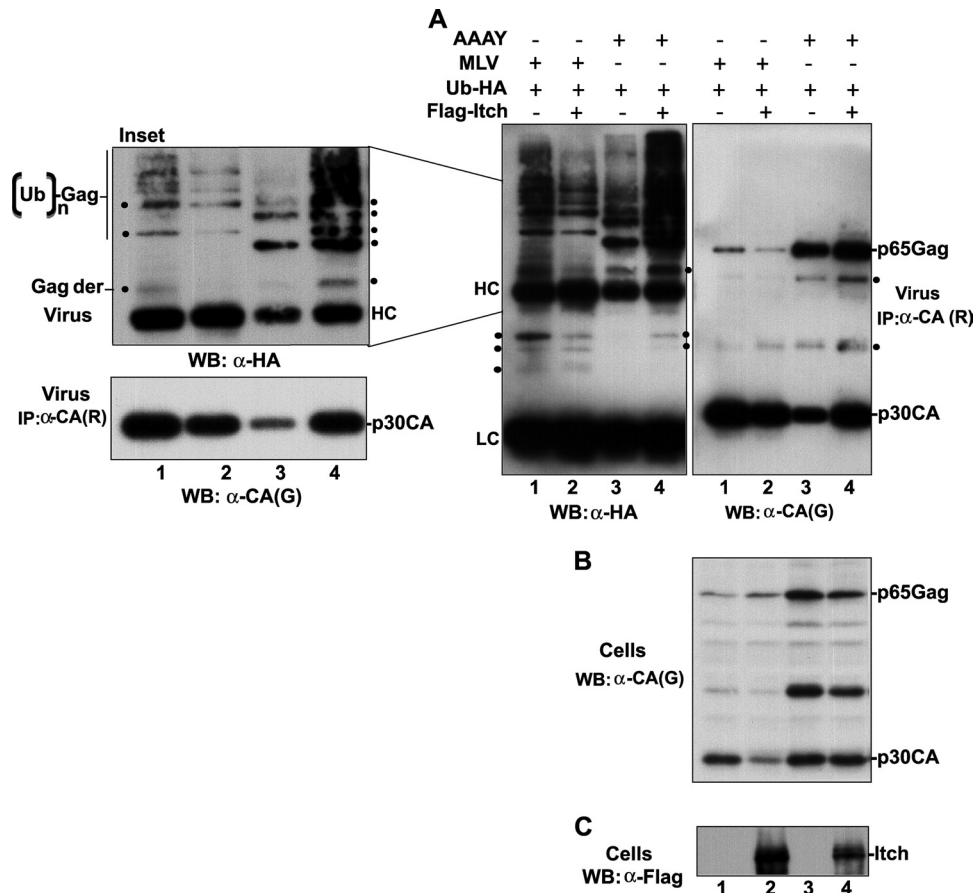 A
AAAY - - + + - - + +
MLV + + - - + + - -
Ub-HA + + + + + + + +
Flag-Itch - + - + - + - +
Inset
(Ub)n-Gag
Gag der
Virus
HC
WB: α-HA
Virus
IP:α-CA(R)
p30CA
1 2 3 4
WB: α-CA(G)
HC
LC
1 2 3 4
WB:α-HA
p65Gag
Virus
IP:α-CA (R)
p30CA
1 2 3 4
WB: α-CA(G)
B
p65Gag
Cells
WB:α-CA(G)
p30CA
C
Cells
WB: α-Flag
Itch
1 2 3 4